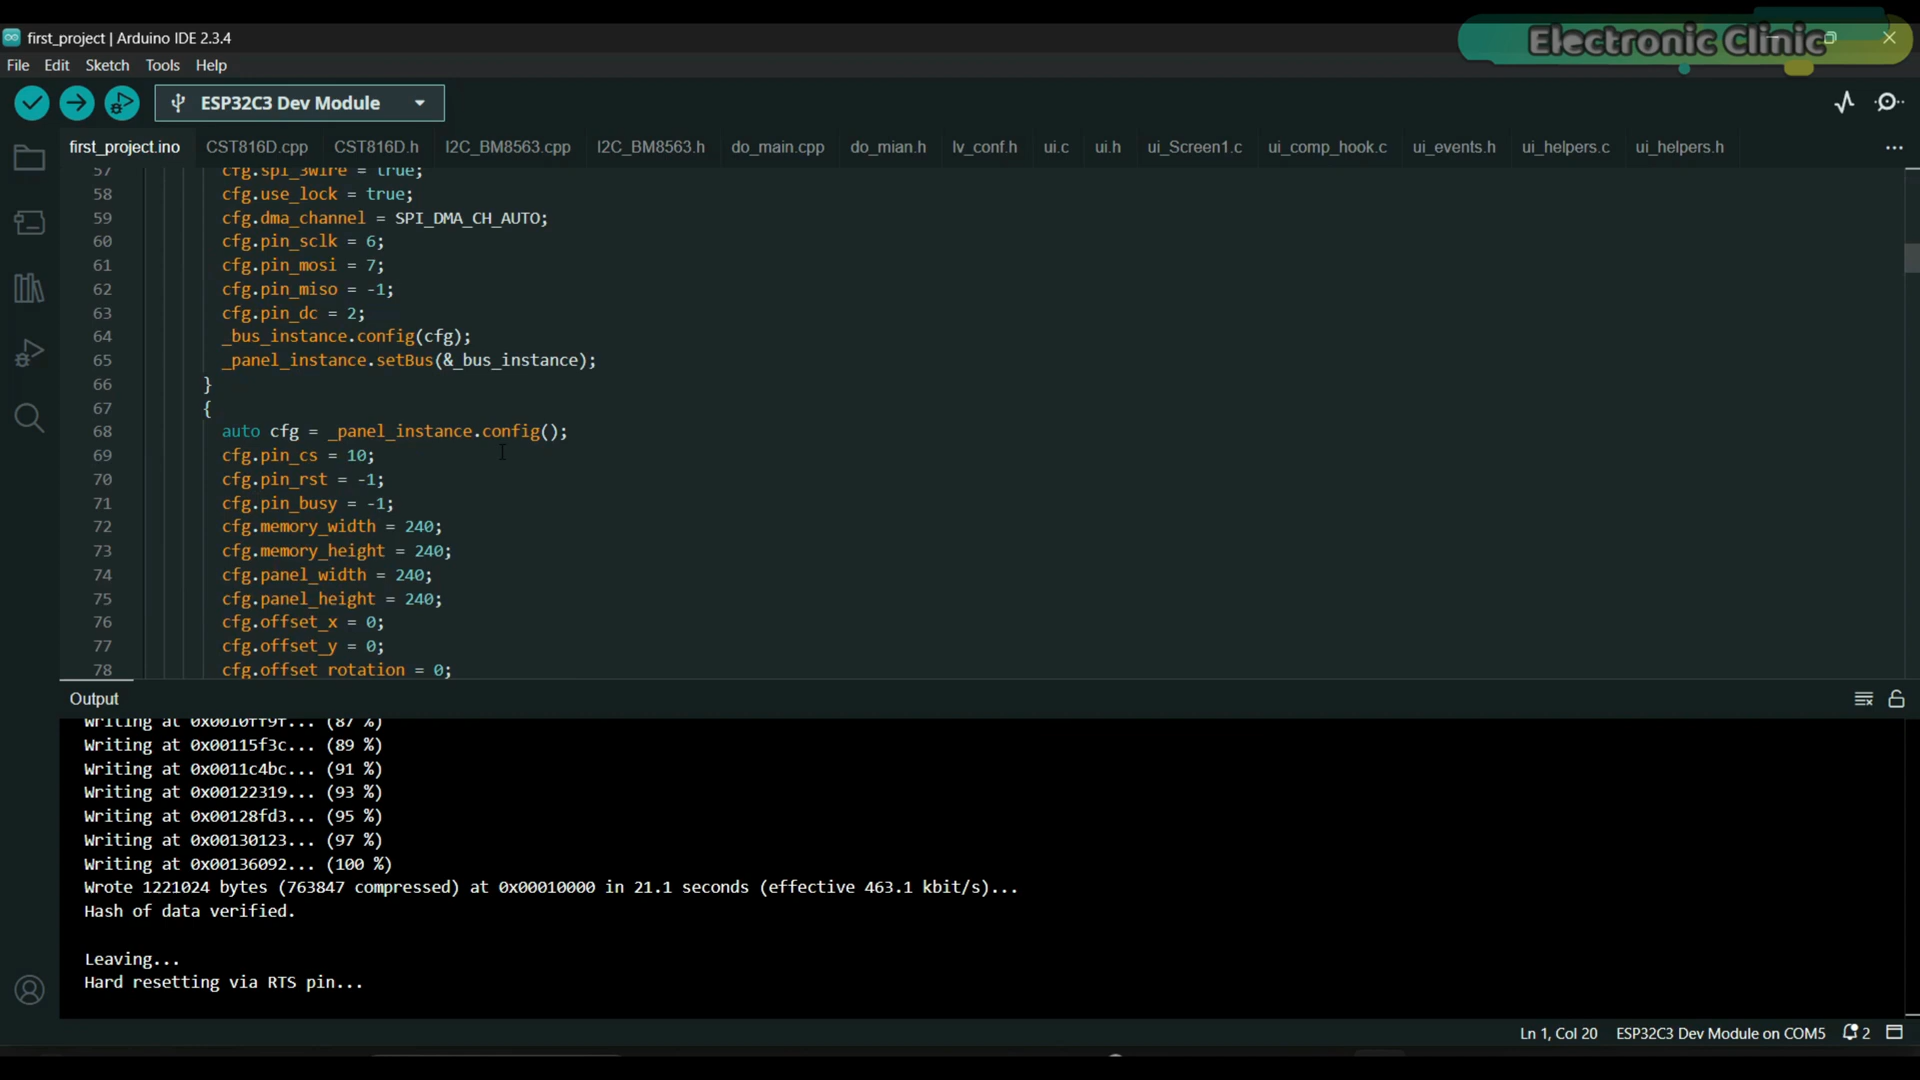 first_project | Arduino IDE 2.3.4
Electronic Clinic
File Edit Sketch Tools Help
ESP32C3 Dev Module
first_project.ino CST816D.cpp CST816D.h I2C_BM8563.cpp I2C_BM8563.h do_main.cpp do_mian.h lv_conf.h ui.c ui.h ui_Screen1.c ui_comp_hook.c ui_events.h ui_helpers.c ui_helpers.h
57 cfg.spi_3wire = true;
58 cfg.use_lock = true;
59 cfg.dma_channel = SPI_DMA_CH_AUTO;
60 cfg.pin_sclk = 6;
61 cfg.pin_mosi = 7;
62 cfg.pin_miso = -1;
63 cfg.pin_dc = 2;
64 _bus_instance.config(cfg);
65 _panel_instance.setBus(&_bus_instance);
66 }
67 {
68 auto cfg = _panel_instance.config();
69 cfg.pin_cs = 10;
70 cfg.pin_rst = -1;
71 cfg.pin_busy = -1;
72 cfg.memory_width = 240;
73 cfg.memory_height = 240;
74 cfg.panel_width = 240;
75 cfg.panel_height = 240;
76 cfg.offset_x = 0;
77 cfg.offset_y = 0;
78 cfg.offset_rotation = 0;
Output
Writing at 0x0010ff9f... (87 %)
Writing at 0x00115f3c... (89 %)
Writing at 0x0011c4bc... (91 %)
Writing at 0x00122319... (93 %)
Writing at 0x00128fd3... (95 %)
Writing at 0x00130123... (97 %)
Writing at 0x00136092... (100 %)
Wrote 1221024 bytes (763847 compressed) at 0x00010000 in 21.1 seconds (effective 463.1 kbit/s)...
Hash of data verified.
Leaving...
Hard resetting via RTS pin...
Ln 1, Col 20 ESP32C3 Dev Module on COM5 2